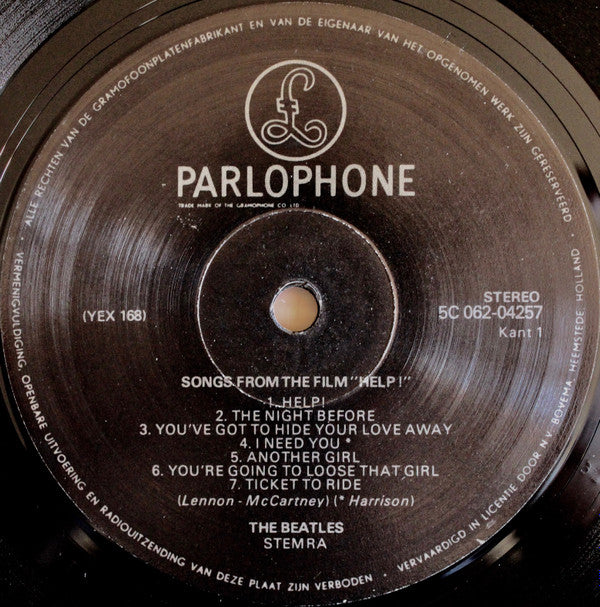 ALLE RECHTEN VAN DE GRAMOFOONPLATENFABRIKANT EN VAN DE EIGENAAR VAN HET OPGENOMEN WERK ZIJN GERESERVEERD
£
PARLOPHONE
TRADE MARK OF THE GRAMOPHONE CO LTD
(YEX 168)
STEREO
5C 062-04257
Kant 1
SONGS FROM THE FILM "HELP!"
1. HELP!
2. THE NIGHT BEFORE
3. YOU'VE GOT TO HIDE YOUR LOVE AWAY
4. I NEED YOU *
5. ANOTHER GIRL
6. YOU'RE GOING TO LOOSE THAT GIRL
7. TICKET TO RIDE
(Lennon - McCartney) (* Harrison)
THE BEATLES
STEMRA
· VERMENIGVULDIGING, OPENBARE UITVOERING EN RADIOUITZENDING VAN DEZE PLAAT ZIJN VERBODEN · VERVAARDIGD IN LICENTIE DOOR N.V. BOVEMA, HEEMSTEDE, HOLLAND ·